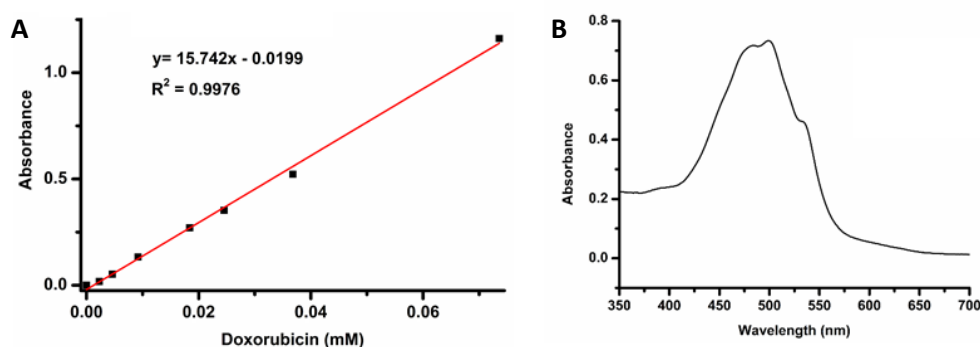 A
y= 15.742x - 0.0199
R² = 0.9976
1.0
0.5
0.0
Absorbance
0.00 0.02 0.04 0.06
Doxorubicin (mM)
B
0.8
0.6
0.4
0.2
0.0
Absorbance
350 400 450 500 550 600 650 700
Wavelength (nm)